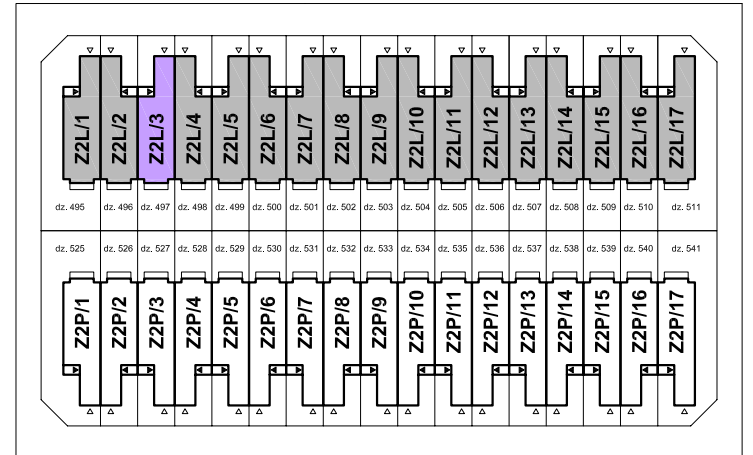 Z2L/1 Z2L/2 Z2L/3 Z2L/4 Z2L/5 Z2L/6 Z2L/7 Z2L/8 Z2L/9 Z2L/10 Z2L/11 Z2L/12 Z2L/13 Z2L/14 Z2L/15 Z2L/16 Z2L/17
dz. 495 dz. 496 dz. 497 dz. 498 dz. 499 dz. 500 dz. 501 dz. 502 dz. 503 dz. 504 dz. 505 dz. 506 dz. 507 dz. 508 dz. 509 dz. 510 dz. 511
dz. 525 dz. 526 dz. 527 dz. 528 dz. 529 dz. 530 dz. 531 dz. 532 dz. 533 dz. 534 dz. 535 dz. 536 dz. 537 dz. 538 dz. 539 dz. 540 dz. 541
Z2P/1 Z2P/2 Z2P/3 Z2P/4 Z2P/5 Z2P/6 Z2P/7 Z2P/8 Z2P/9 Z2P/10 Z2P/11 Z2P/12 Z2P/13 Z2P/14 Z2P/15 Z2P/16 Z2P/17